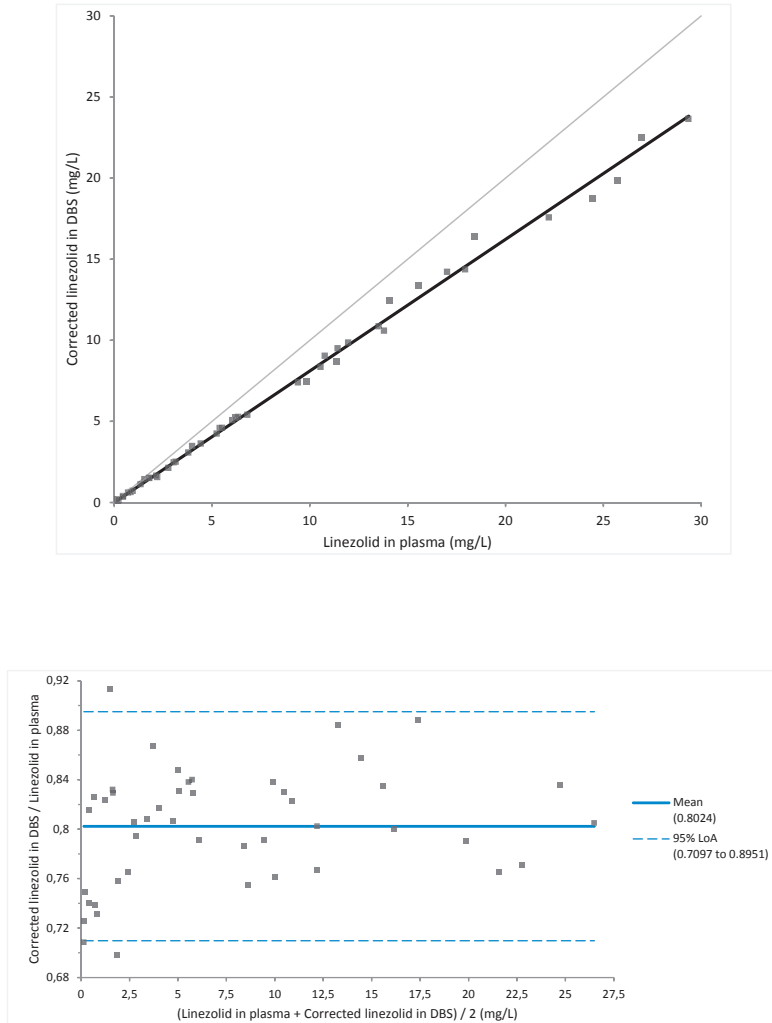 30
25
20
15
10
5
0
0 5 10 15 20 25 30
Corrected linezolid in DBS (mg/L)
Linezolid in plasma (mg/L)
0,92
0,88
0,84
0,8
0,76
0,72
0,68
0 2,5 5 7,5 10 12,5 15 17,5 20 22,5 25 27,5
Corrected linezolid in DBS / Linezolid in plasma
(Linezolid in plasma + Corrected linezolid in DBS) / 2 (mg/L)
Mean
(0.8024)
95% LoA
(0.7097 to 0.8951)